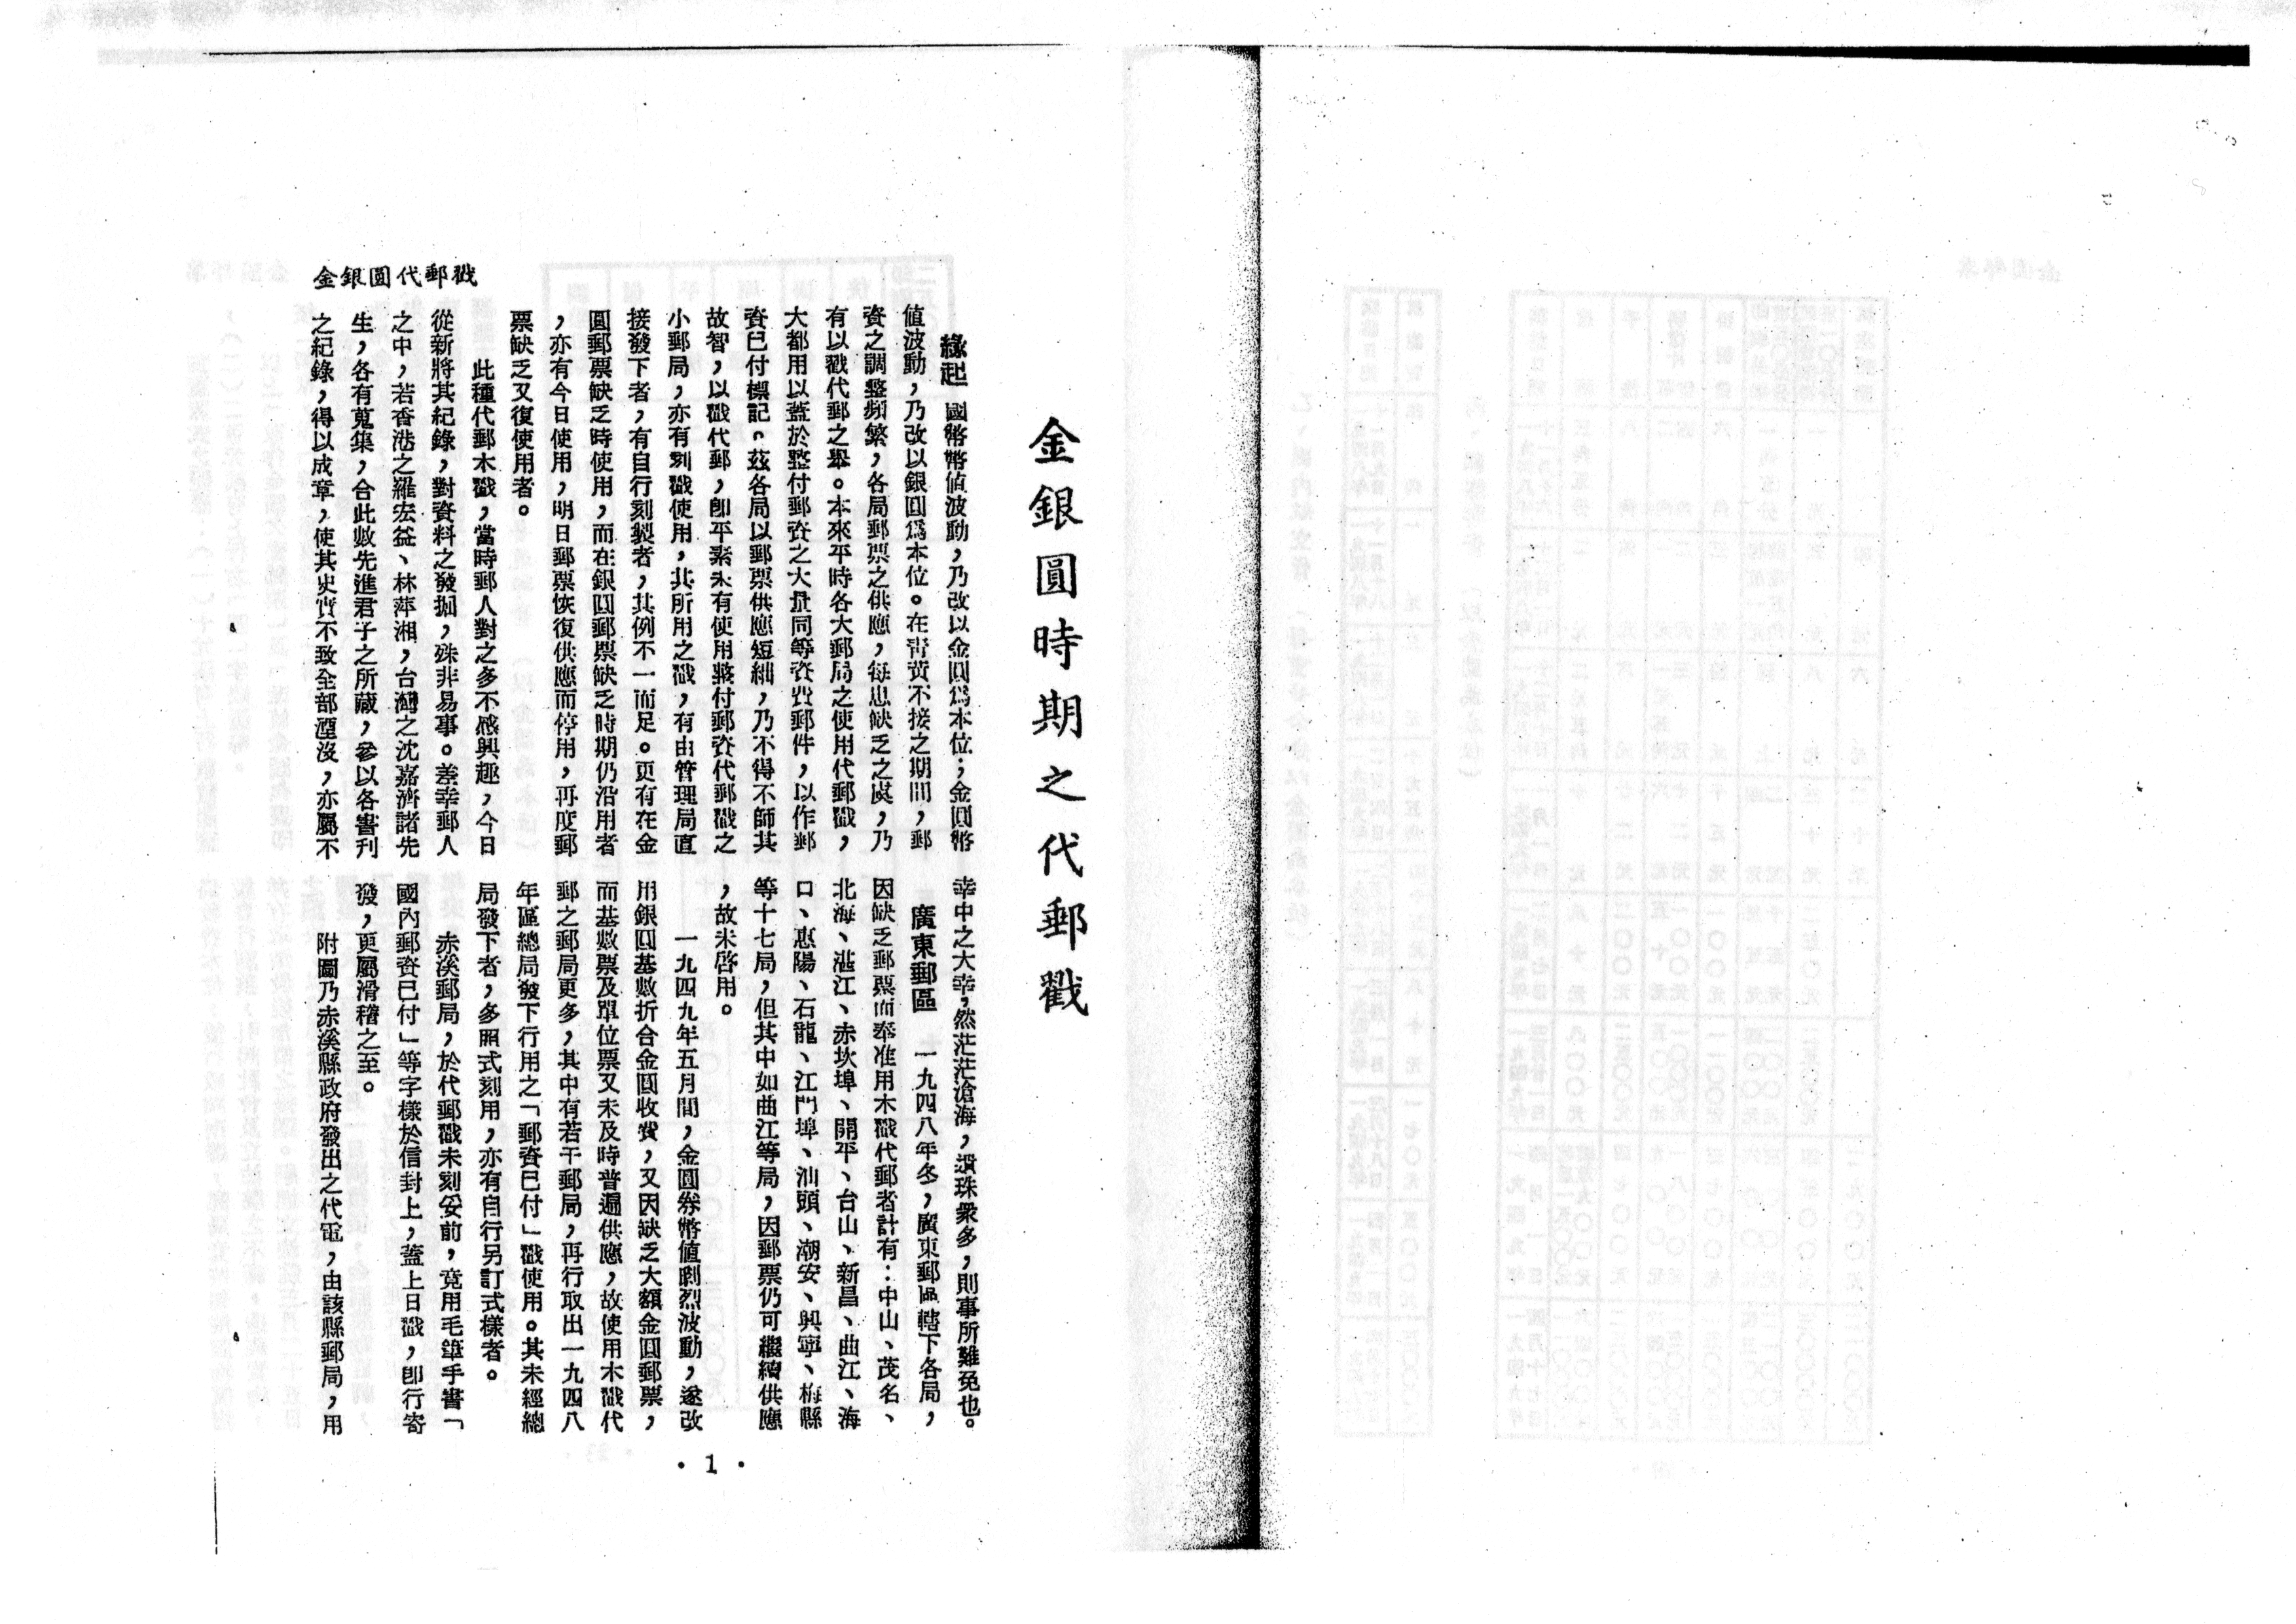 金銀圓時期之代郵戳
緣起　國幣幣值波動，乃改以金圓爲本位；金圓幣
值波動，乃改以銀圓爲本位。在靑黃不接之期間，郵
資之調整頻繁，各局郵票之供應，每患缺乏之虞，乃
有以戳代郵之舉。本來平時各大郵局之使用代郵戳，
大都用以蓋於整付郵資之大量同等資費郵件，以作郵
資已付標記。茲各局以郵票供應短絀，乃不得不師其
故智，以戳代郵，卽平素未有使用整付郵資代郵戳之
小郵局，亦有刻戳使用，其所用之戳，有由管理局直
接發下者，有自行刻製者，其例不一而足。更有在金
圓郵票缺乏時使用，而在銀圓郵票缺乏時期仍沿用者
，亦有今日使用，明日郵票恢復供應而停用，再度郵
票缺乏又復使用者。
此種代郵木戳，當時郵人對之多不感興趣，今日
從新將其紀錄，對資料之發掘，殊非易事。差幸郵人
之中，若香港之羅宏益、林萍湘，台灣之沈嘉濟諸先
生，各有蒐集，合此數先進君子之所藏，參以各書刊
之紀錄，得以成章，使其史實不致全部湮沒，亦屬不
幸中之大幸，然茫茫滄海，遺珠衆多，則事所難免也。
廣東郵區　一九四八年冬，廣東郵區轄下各局，
因缺乏郵票而奉准用木戳代郵者計有：中山、茂名、
北海、湛江、赤坎埠、開平、台山、新昌、曲江、海
口、惠陽、石龍、江門埠、汕頭、潮安、興寧、梅縣
等十七局，但其中如曲江等局，因郵票仍可繼續供應
，故未啓用。
一九四九年五月間，金圓券幣值劇烈波動，遂改
用銀圓基數折合金圓收費，又因缺乏大額金圓郵票，
而基數票及單位票又未及時普遍供應，故使用木戳代
郵之郵局更多，其中有若干郵局，再行取出一九四八
年區總局發下行用之「郵資已付」戳使用。其未經總
局發下者，多照式刻用，亦有自行另訂式樣者。
赤溪郵局，於代郵戳未刻妥前，竟用毛筆手書「
國內郵資已付」等字樣於信封上，蓋上日戳，卽行寄
發，更屬滑稽之至。
附圖乃赤溪縣政府發出之代電，由該縣郵局，用
金銀圓代郵戳
• 1 •